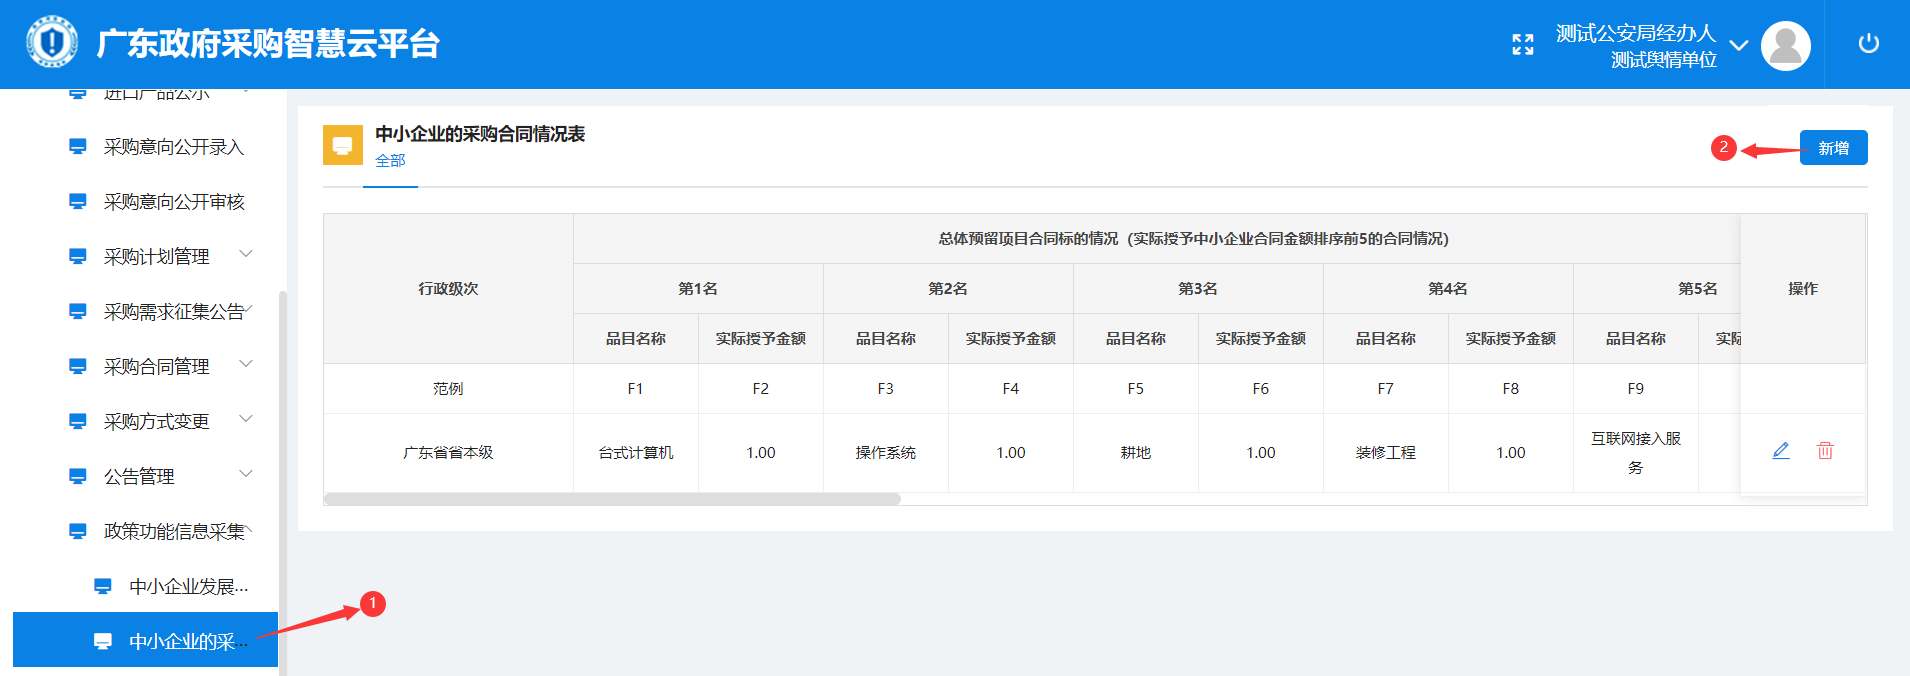 广东政府采购智慧云平台
测试公安局经办人
测试舆情单位
进口产品公示
采购意向公开录入
采购意向公开审核
采购计划管理
采购需求征集公告
采购合同管理
采购方式变更
公告管理
政策功能信息采集
中小企业发展...
中小企业的采...
1
中小企业的采购合同情况表
全部
2
新增
行政级次
总体预留项目合同标的情况（实际授予中小企业合同金额排序前5的合同情况）
操作
第1名 第2名 第3名 第4名 第5名
品目名称 实际授予金额 品目名称 实际授予金额 品目名称 实际授予金额 品目名称 实际授予金额 品目名称 实际
范例 F1 F2 F3 F4 F5 F6 F7 F8 F9
广东省省本级 台式计算机 1.00 操作系统 1.00 耕地 1.00 装修工程 1.00 互联网接入服
务